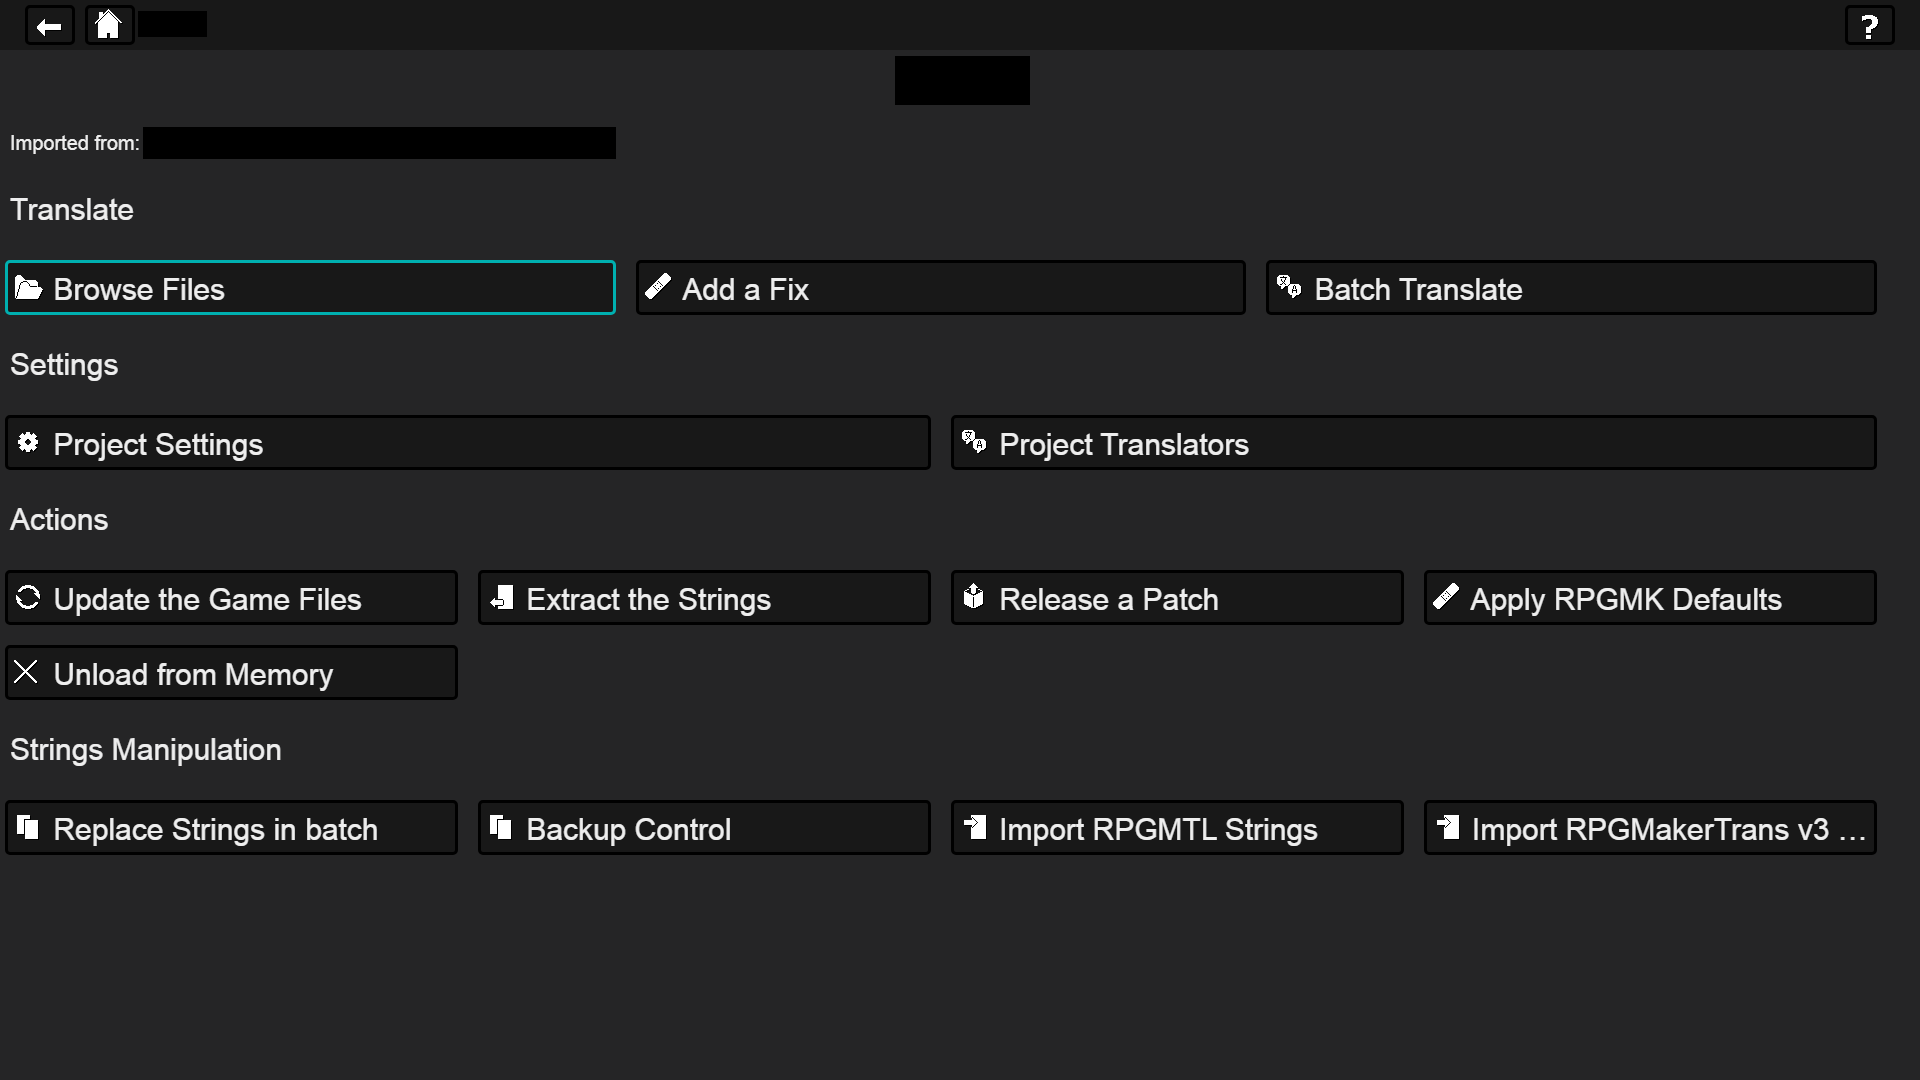 ?
Imported from:
Translate
Browse Files
Add a Fix
Batch Translate
Settings
Project Settings
Project Translators
Actions
Update the Game Files
Extract the Strings
Release a Patch
Apply RPGMK Defaults
Unload from Memory
Strings Manipulation
Replace Strings in batch
Backup Control
Import RPGMTL Strings
Import RPGMakerTrans v3 ...